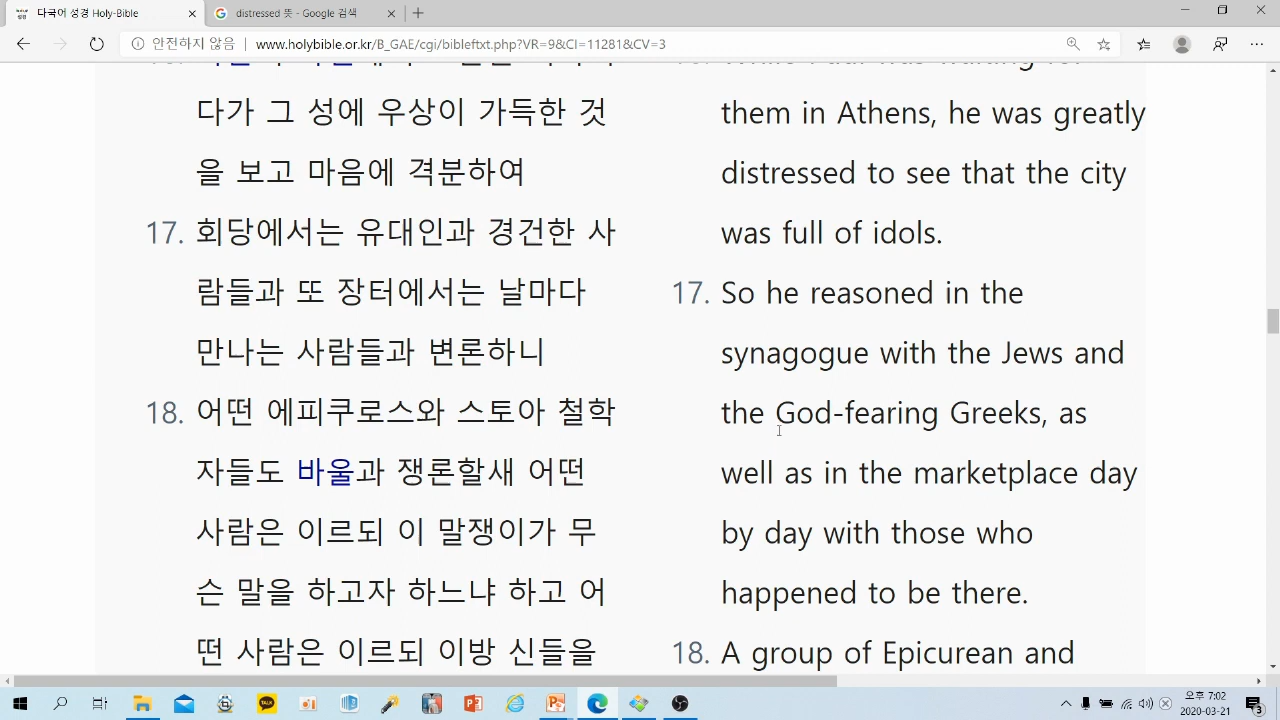 다국어 성경 Holy-Bible
distressed 뜻 - Google 검색
안전하지 않음
www.holybible.or.kr/B_GAE/cgi/bibleftxt.php?VR=9&CI=11281&CV=3
다가 그 성에 우상이 가득한 것
을 보고 마음에 격분하여
17. 회당에서는 유대인과 경건한 사
람들과 또 장터에서는 날마다
만나는 사람들과 변론하니
18. 어떤 에피쿠로스와 스토아 철학
자들도 바울과 쟁론할새 어떤
사람은 이르되 이 말쟁이가 무
슨 말을 하고자 하느냐 하고 어
떤 사람은 이르되 이방 신들을
them in Athens, he was greatly
distressed to see that the city
was full of idols.
17. So he reasoned in the
synagogue with the Jews and
the God-fearing Greeks, as
well as in the marketplace day
by day with those who
happened to be there.
18. A group of Epicurean and
TALK
오후 7:02
2020-03-21
3